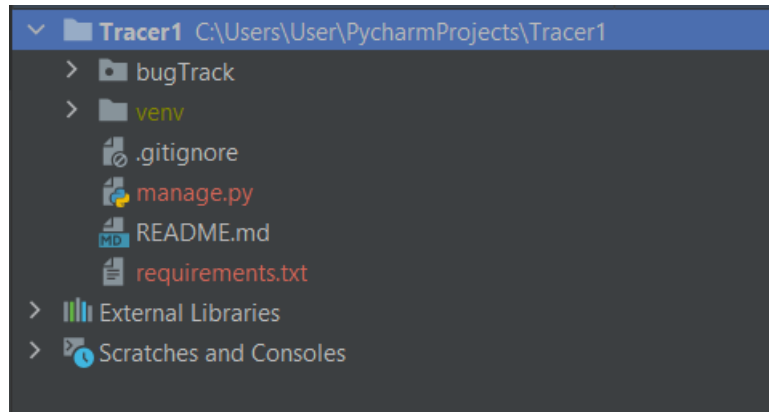 Tracer1 C:\Users\User\PycharmProjects\Tracer1
bugTrack
venv
.gitignore
manage.py
MD README.md
requirements.txt
External Libraries
Scratches and Consoles